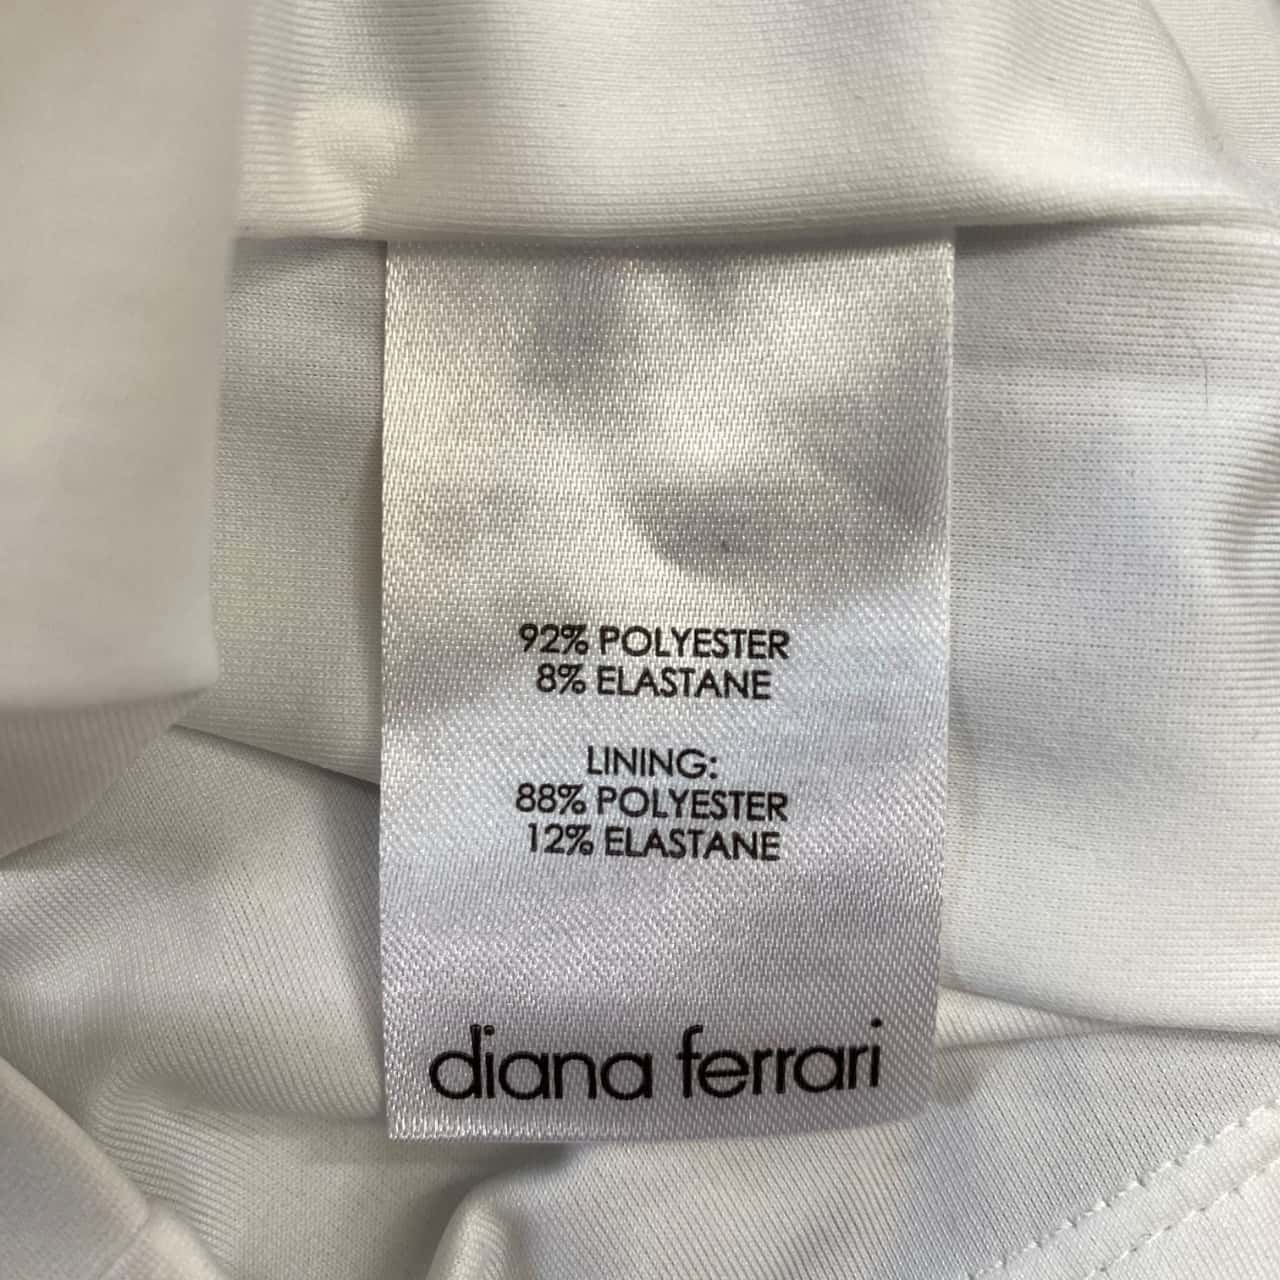 92% POLYESTER
8% ELASTANE
LINING:
88% POLYESTER
12% ELASTANE
diana ferrari